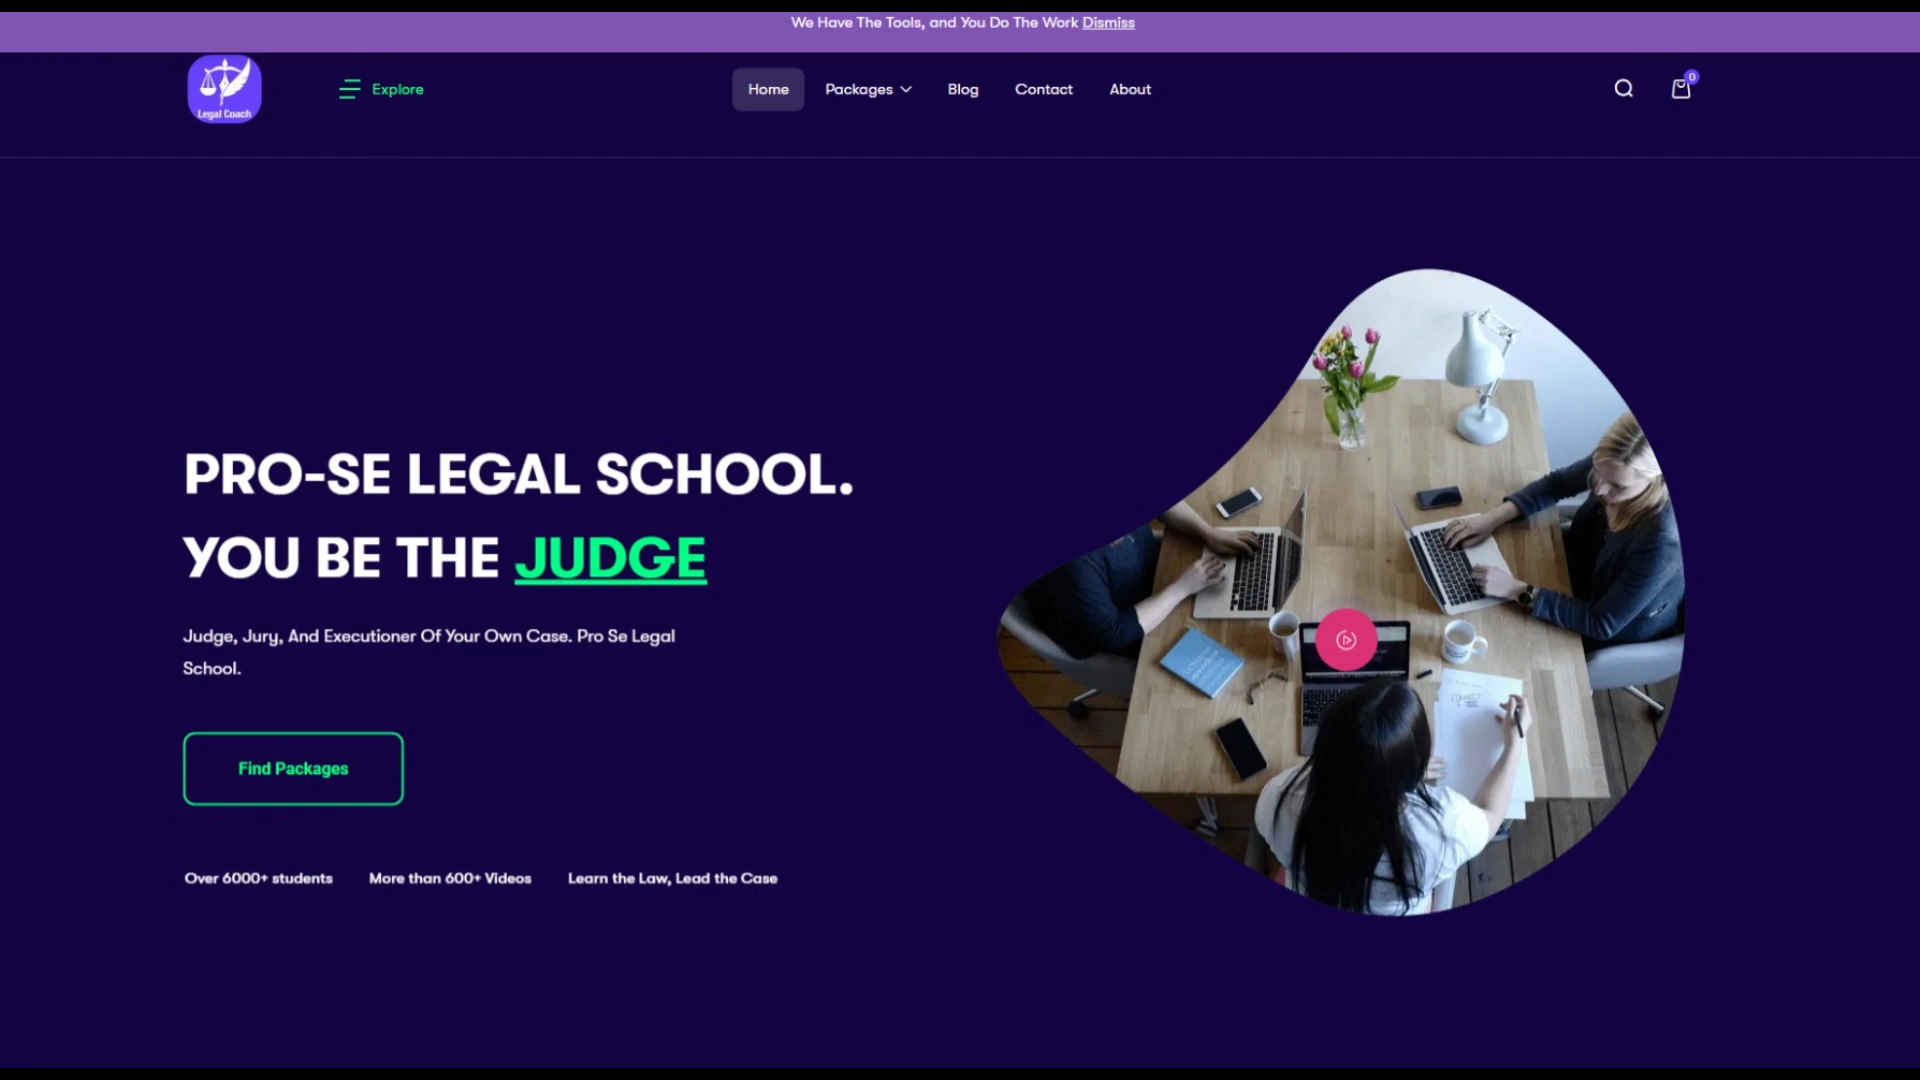 We Have The Tools, and You Do The Work Dismiss
Legal Coach
Explore
Home
Packages
Blog
Contact
About
0
PRO-SE LEGAL SCHOOL.
YOU BE THE JUDGE
Judge, Jury, And Executioner Of Your Own Case. Pro Se Legal
School.
Find Packages
Over 6000+ students
More than 600+ Videos
Learn the Law, Lead the Case